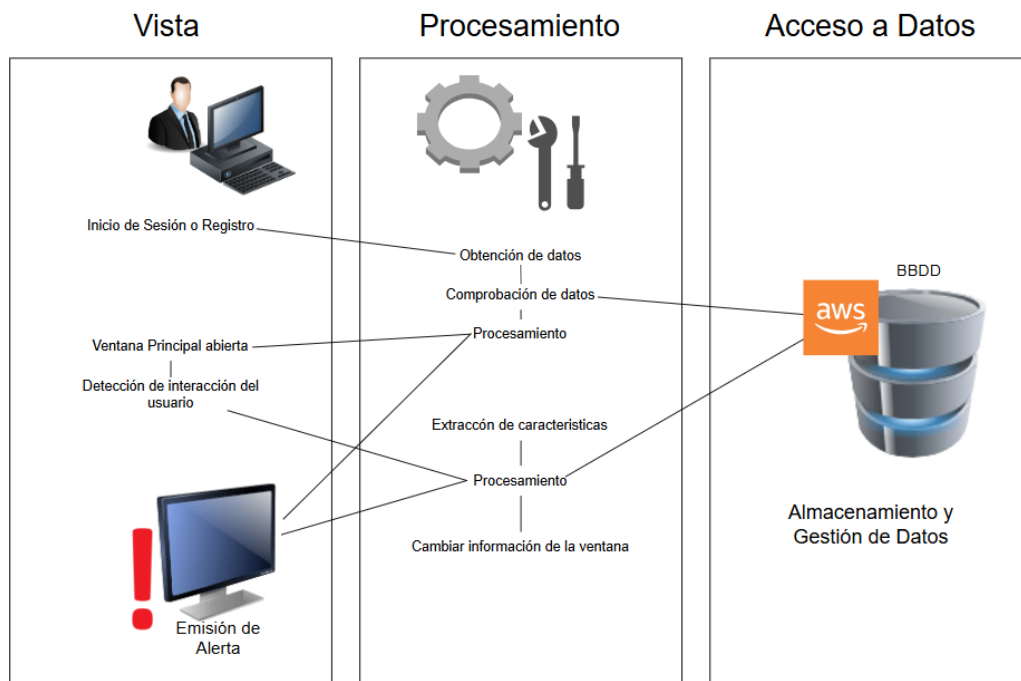 Vista
Procesamiento
Acceso a Datos
Inicio de Sesión o Registro
Obtención de datos
Comprobación de datos
Procesamiento
Ventana Principal abierta
Detección de interacción del
usuario
Extraccón de caracteristicas
Procesamiento
Cambiar información de la ventana
Emisión de
Alerta
BBDD
aws
Almacenamiento y
Gestión de Datos